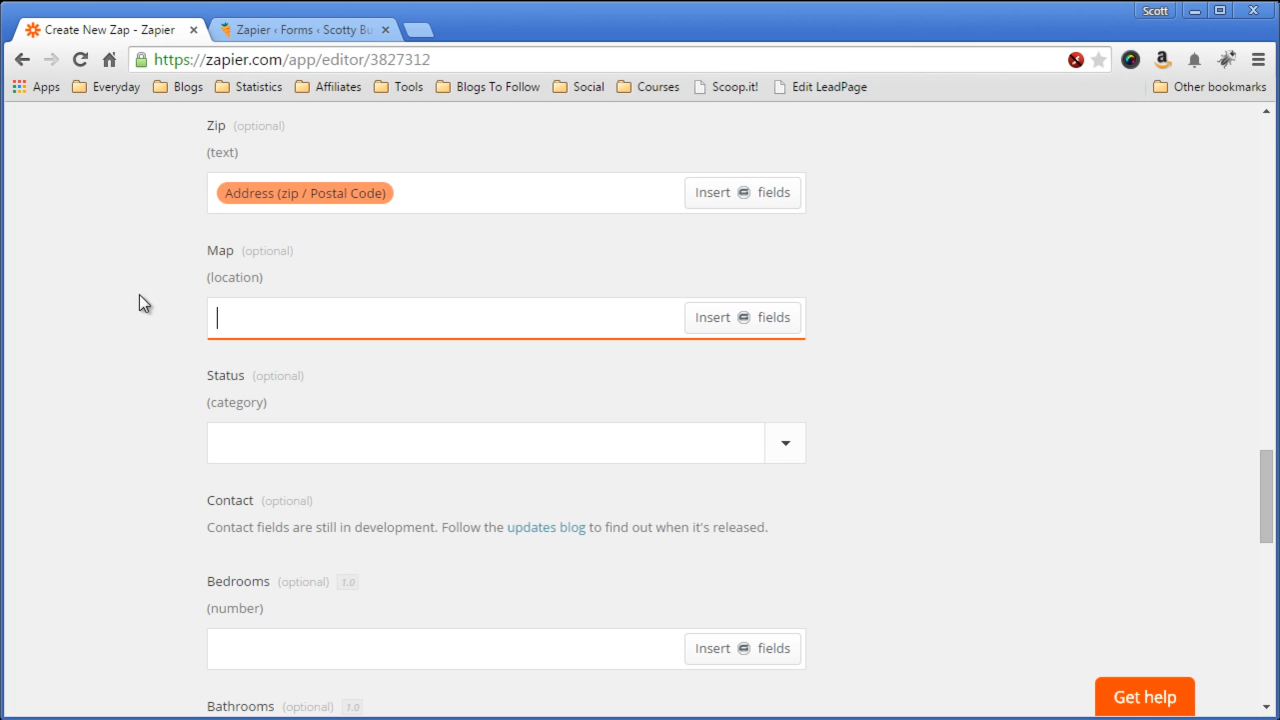 Scott
Create New Zap - Zapier
Zapier ‹ Forms ‹ Scotty Bu
https://zapier.com/app/editor/3827312
Apps Everyday Blogs Statistics Affiliates Tools Blogs To Follow Social Courses Scoop.it! Edit LeadPage Other bookmarks
Zip (optional)
(text)
Address (zip / Postal Code) Insert fields
Map (optional)
(location)
Insert fields
Status (optional)
(category)
Contact (optional)
Contact fields are still in development. Follow the updates blog to find out when it's released.
Bedrooms (optional) 1.0
(number)
Insert fields
Bathrooms (optional) 1.0
Get help